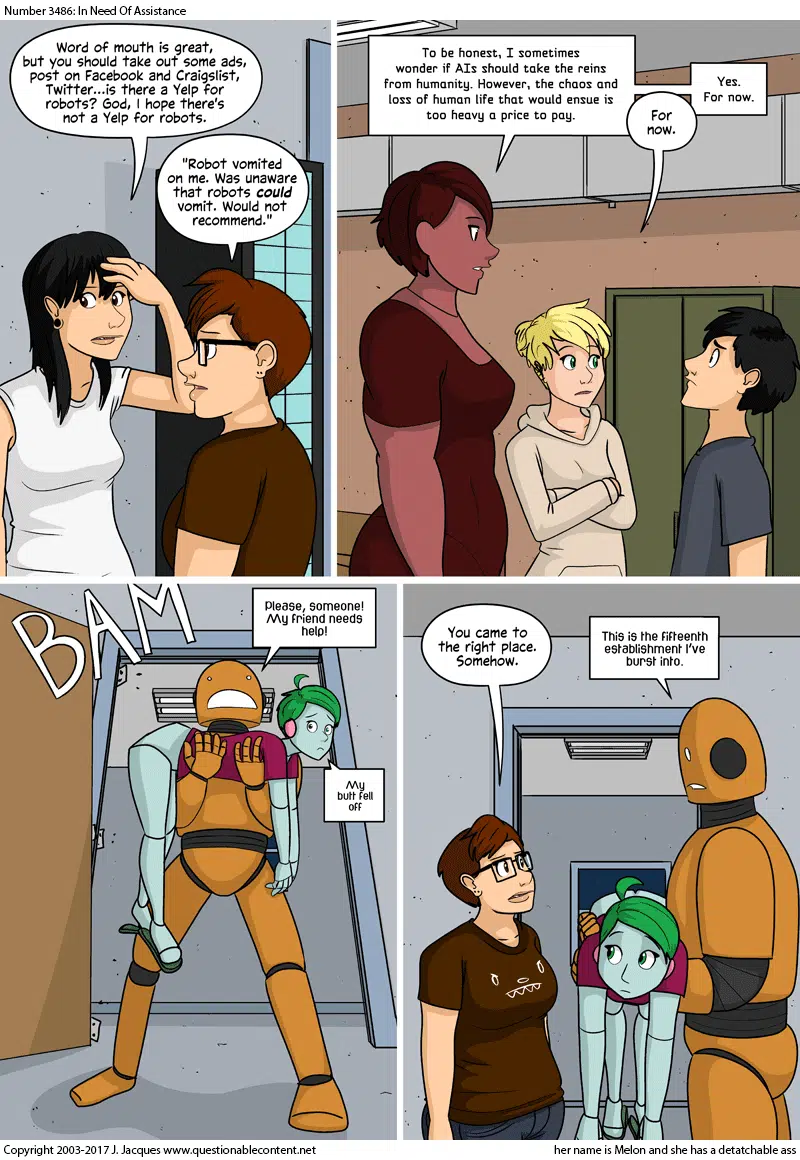 Number 3486: In Need Of Assistance
Word of mouth is great,
but you should take out some ads,
post on Facebook and Craigslist,
Twitter...is there a Yelp for
robots? God, I hope there's
not a Yelp for robots.
"Robot vomited
on me. Was unaware
that robots could
vomit. Would not
recommend."
To be honest, I sometimes
wonder if AIs should take the reins
from humanity. However, the chaos and
loss of human life that would ensue is
too heavy a price to pay.
For
now.
Yes.
For now.
BAM
Please, someone!
My friend needs
help!
My
butt fell
off
You came to
the right place.
Somehow.
This is the fifteenth
establishment I've
burst into.
Copyright 2003-2017 J. Jacques www.questionablecontent.net
her name is Melon and she has a detatchable ass